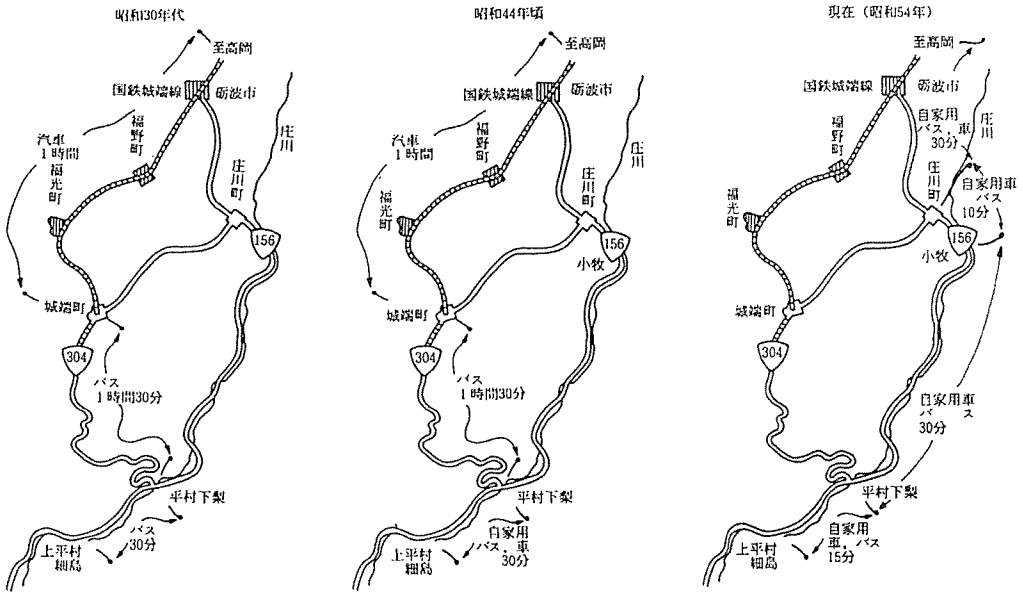 昭和30年代
至高岡
国鉄城端線
砺波市
汽車
1時間
福野町
福光町
庄川町
庄川
156
城端町
304
バス
1時間30分
平村下梨
バス
30分
上平村
細島
昭和44年頃
至高岡
国鉄城端線
砺波市
汽車
1時間
福野町
福光町
庄川町
庄川
156
小牧
城端町
304
バス
1時間30分
平村下梨
自家用
バス，車
30分
上平村
細島
現在（昭和54年）
至高岡
国鉄城端線
砺波市
自家用
バス，車
30分
庄川
福野町
福光町
庄川町
自家用車
バス
10分
156
小牧
城端町
304
自家用車
バス
30分
平村下梨
自家用
車，バス
15分
上平村
細島